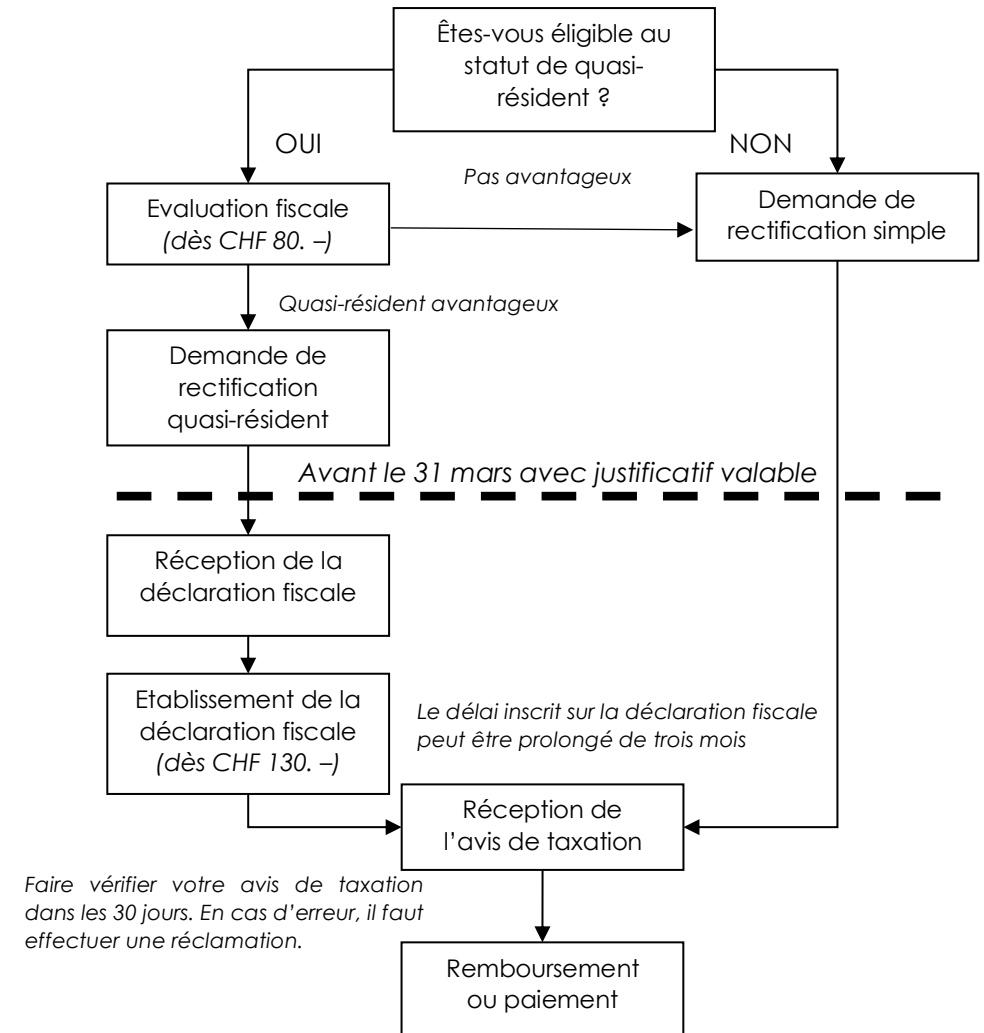 Êtes-vous éligible au
statut de quasi-
résident ?
OUI
NON
Pas avantageux
Evaluation fiscale
(dès CHF 80. –)
Demande de
rectification simple
Quasi-résident avantageux
Demande de
rectification
quasi-résident
Avant le 31 mars avec justificatif valable
Réception de la
déclaration fiscale
Etablissement de la
déclaration fiscale
(dès CHF 130. –)
Le délai inscrit sur la déclaration fiscale
peut être prolongé de trois mois
Réception de
l’avis de taxation
Faire vérifier votre avis de taxation
dans les 30 jours. En cas d’erreur, il faut
effectuer une réclamation.
Remboursement
ou paiement